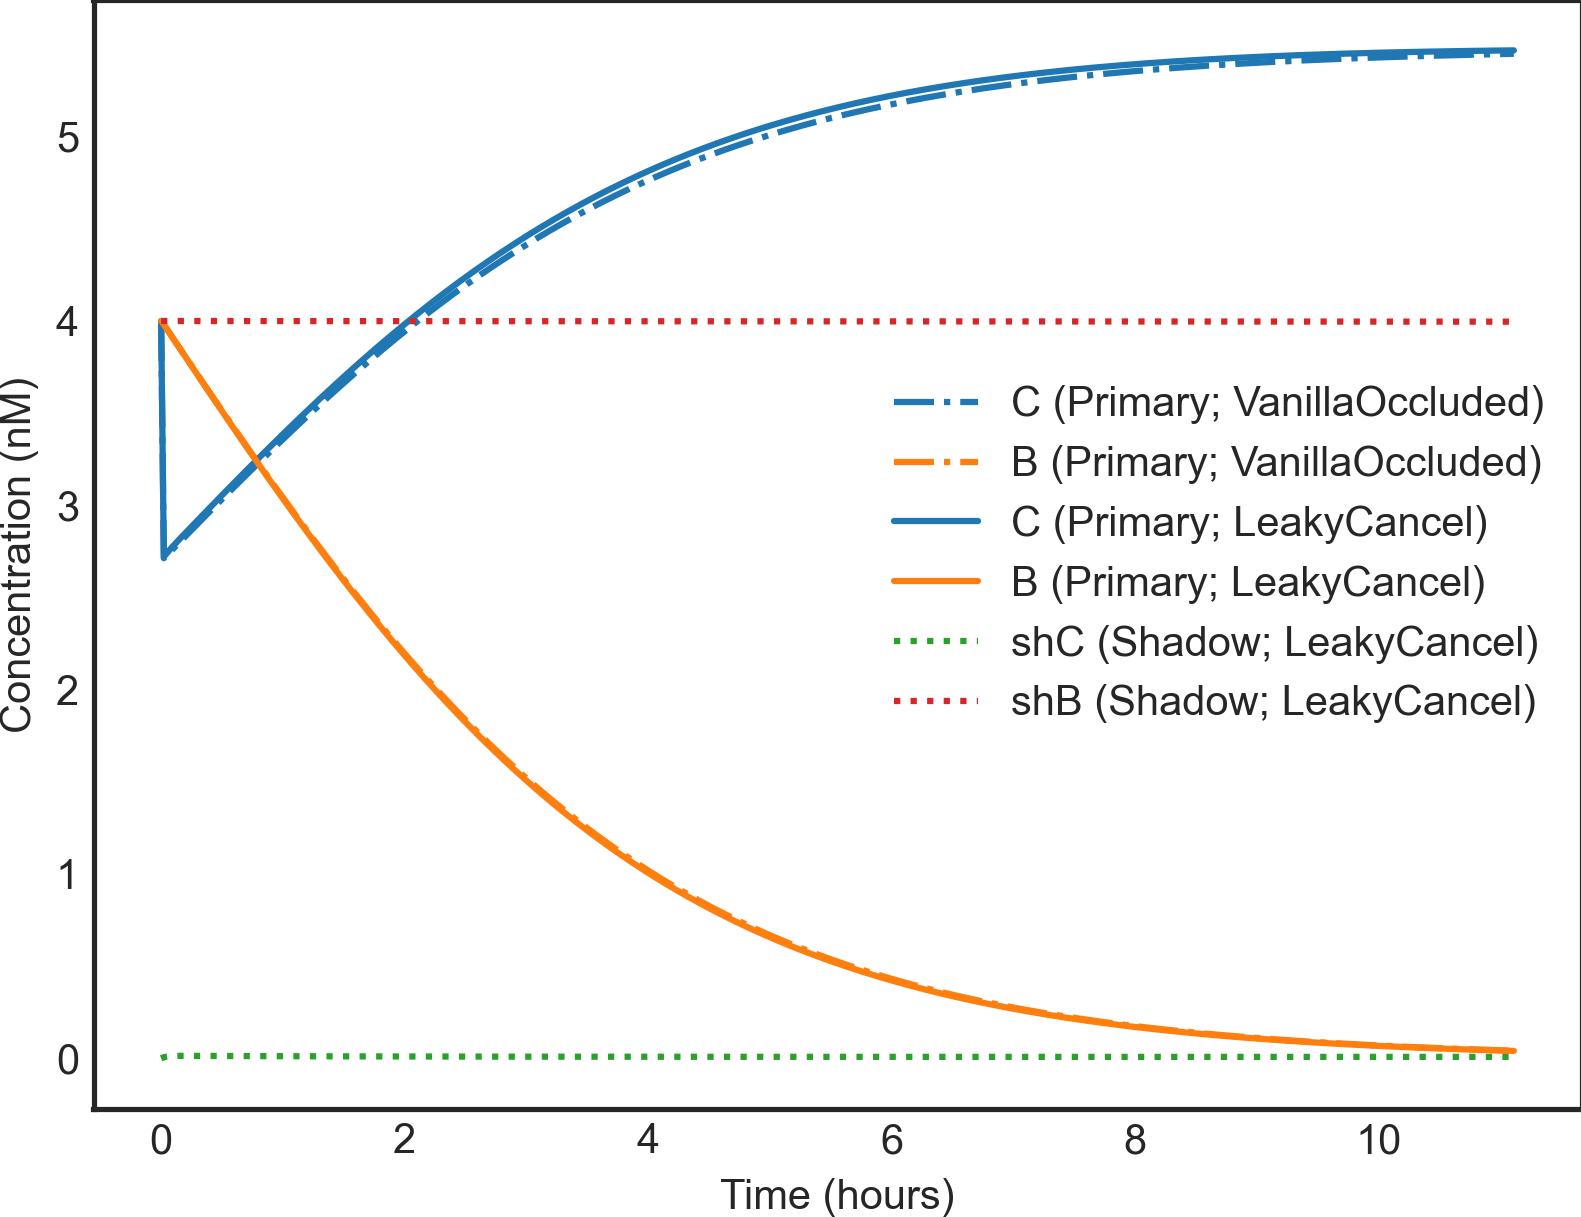 Concentration (nM)
5
4
3
2
1
0
C (Primary; VanillaOccluded)
B (Primary; VanillaOccluded)
C (Primary; LeakyCancel)
B (Primary; LeakyCancel)
shC (Shadow; LeakyCancel)
shB (Shadow; LeakyCancel)
0 2 4 6 8 10
Time (hours)